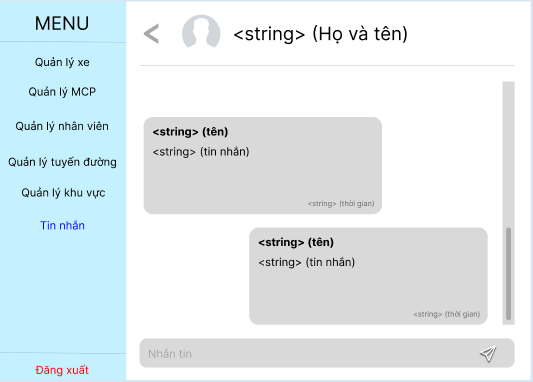 MENU
Quản lý xe
Quản lý MCP
Quản lý nhân viên
Quản lý tuyến đường
Quản lý khu vực
Tin nhắn
Đăng xuất
<string> (Họ và tên)
<string> (tên)
<string> (tin nhắn)
<string> (thời gian)
<string> (tên)
<string> (tin nhắn)
<string> (thời gian)
Nhắn tin